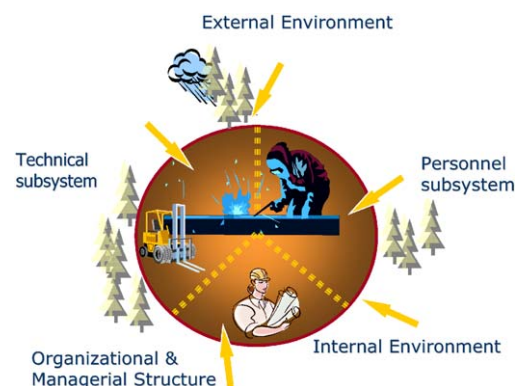 External Environment
Technical
subsystem
Personnel
subsystem
Internal Environment
Organizational &
Managerial Structure